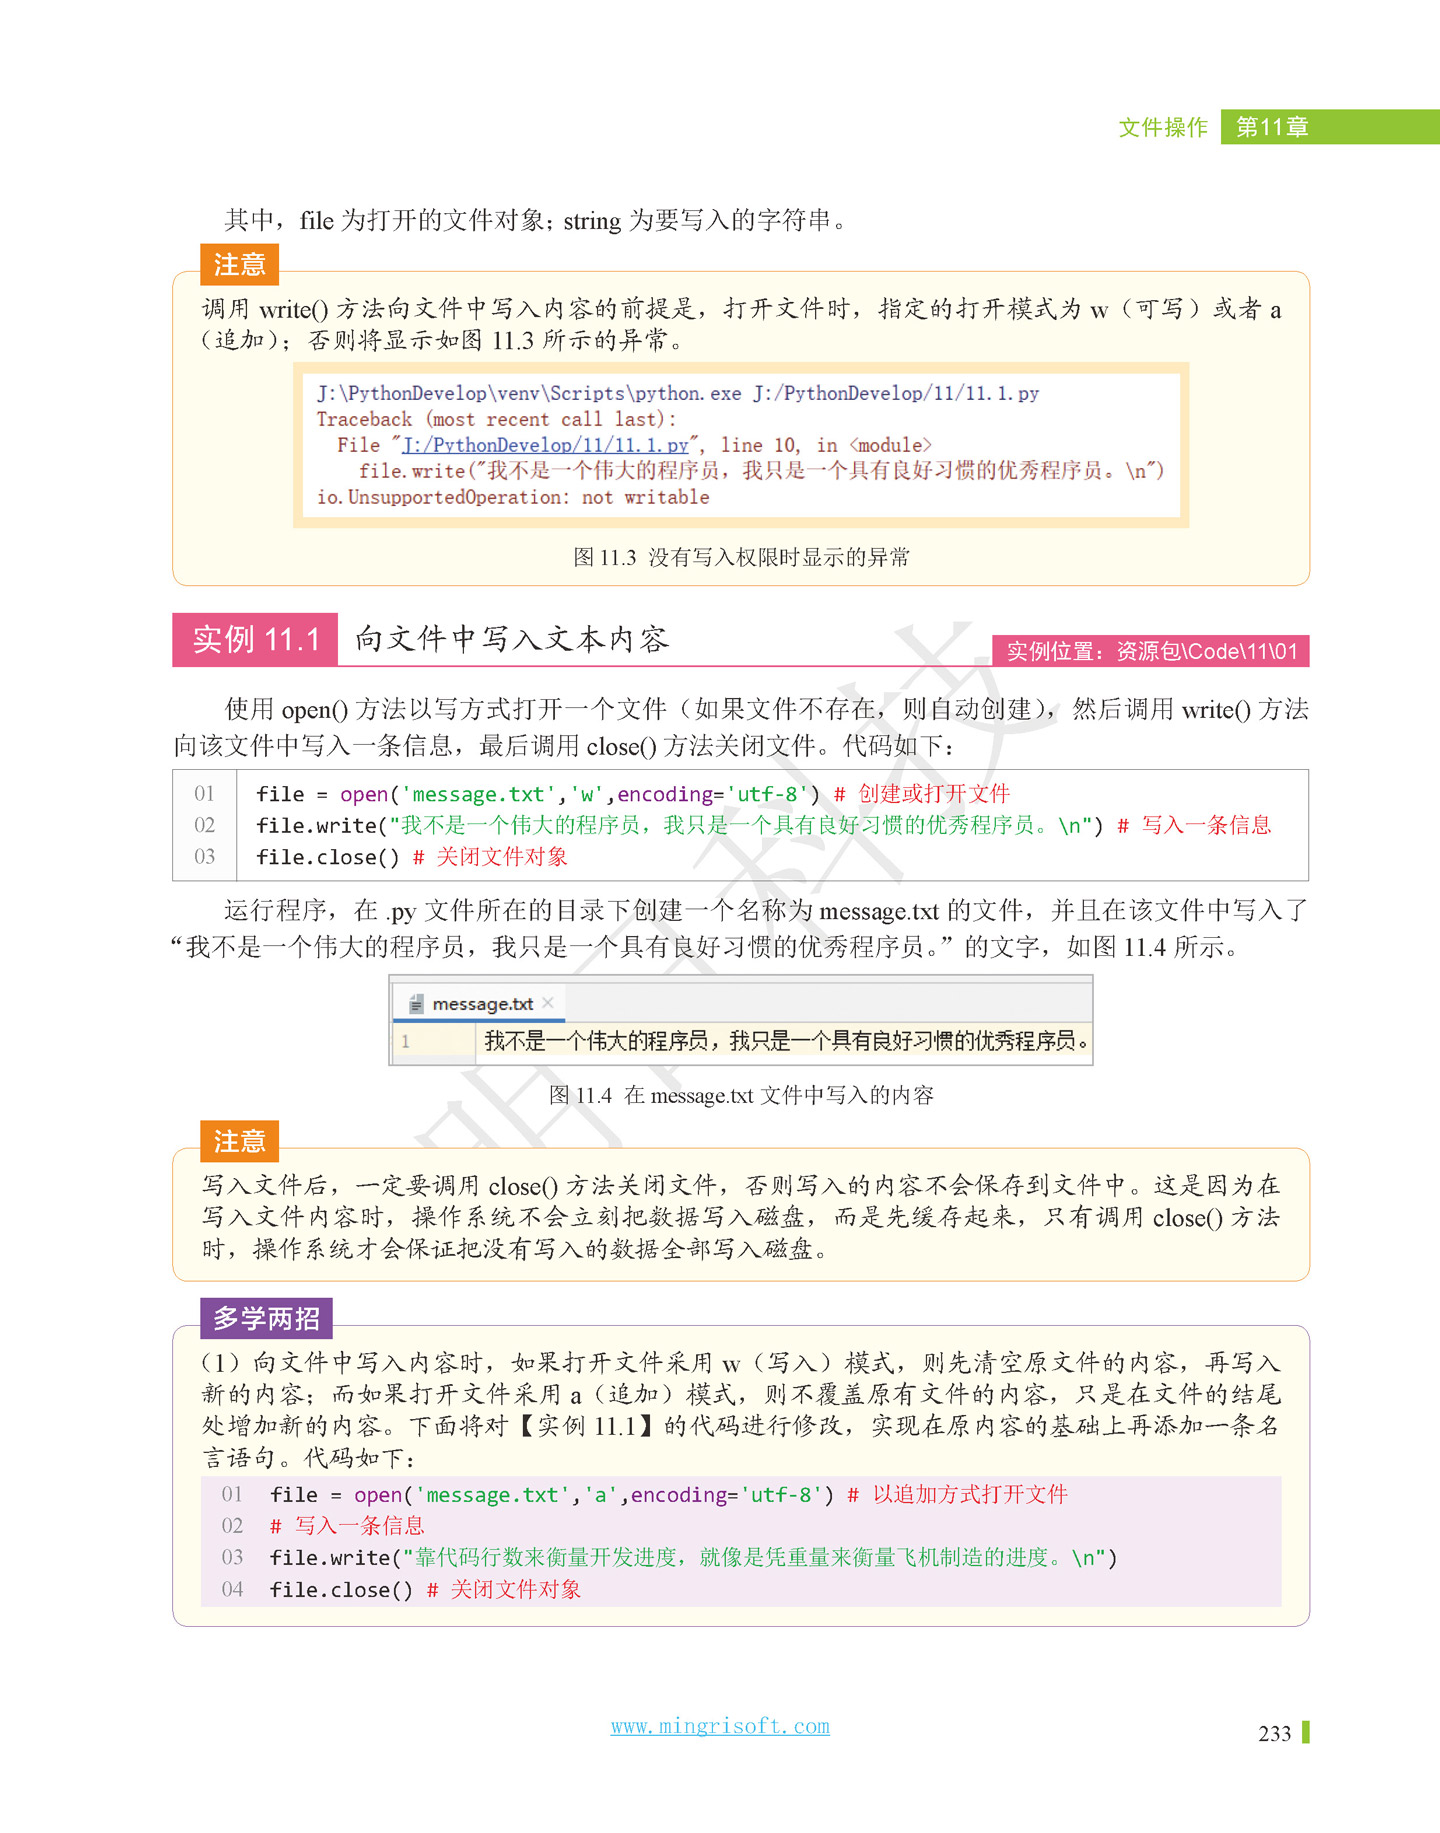 文件操作 第11章
其中，file 为打开的文件对象；string 为要写入的字符串。
注意
调用 write() 方法向文件中写入内容的前提是，打开文件时，指定的打开模式为 w（可写）或者 a
（追加）；否则将显示如图 11.3 所示的异常。
J:\PythonDevelop\venv\Scripts\python.exe J:/PythonDevelop/11/11.1.py
Traceback (most recent call last):
  File "J:/PythonDevelop/11/11.1.py", line 10, in <module>
    file.write("我不是一个伟大的程序员，我只是一个具有良好习惯的优秀程序员。\n")
io.UnsupportedOperation: not writable
图 11.3 没有写入权限时显示的异常
实例 11.1 向文件中写入文本内容
实例位置：资源包\Code\11\01
使用 open() 方法以写方式打开一个文件（如果文件不存在，则自动创建），然后调用 write() 方法
向该文件中写入一条信息，最后调用 close() 方法关闭文件。代码如下：
01 file = open('message.txt','w',encoding='utf-8') # 创建或打开文件
02 file.write("我不是一个伟大的程序员，我只是一个具有良好习惯的优秀程序员。\n") # 写入一条信息
03 file.close() # 关闭文件对象
运行程序，在 .py 文件所在的目录下创建一个名称为 message.txt 的文件，并且在该文件中写入了
“我不是一个伟大的程序员，我只是一个具有良好习惯的优秀程序员。”的文字，如图 11.4 所示。
message.txt ×
1 我不是一个伟大的程序员，我只是一个具有良好习惯的优秀程序员。
图 11.4 在 message.txt 文件中写入的内容
注意
写入文件后，一定要调用 close() 方法关闭文件，否则写入的内容不会保存到文件中。这是因为在
写入文件内容时，操作系统不会立刻把数据写入磁盘，而是先缓存起来，只有调用 close() 方法
时，操作系统才会保证把没有写入的数据全部写入磁盘。
多学两招
（1）向文件中写入内容时，如果打开文件采用 w（写入）模式，则先清空原文件的内容，再写入
新的内容；而如果打开文件采用 a（追加）模式，则不覆盖原有文件的内容，只是在文件的结尾
处增加新的内容。下面将对【实例 11.1】的代码进行修改，实现在原内容的基础上再添加一条名
言语句。代码如下：
01 file = open('message.txt','a',encoding='utf-8') # 以追加方式打开文件
02 # 写入一条信息
03 file.write("靠代码行数来衡量开发进度，就像是凭重量来衡量飞机制造的进度。\n")
04 file.close() # 关闭文件对象
www.mingrisoft.com
233